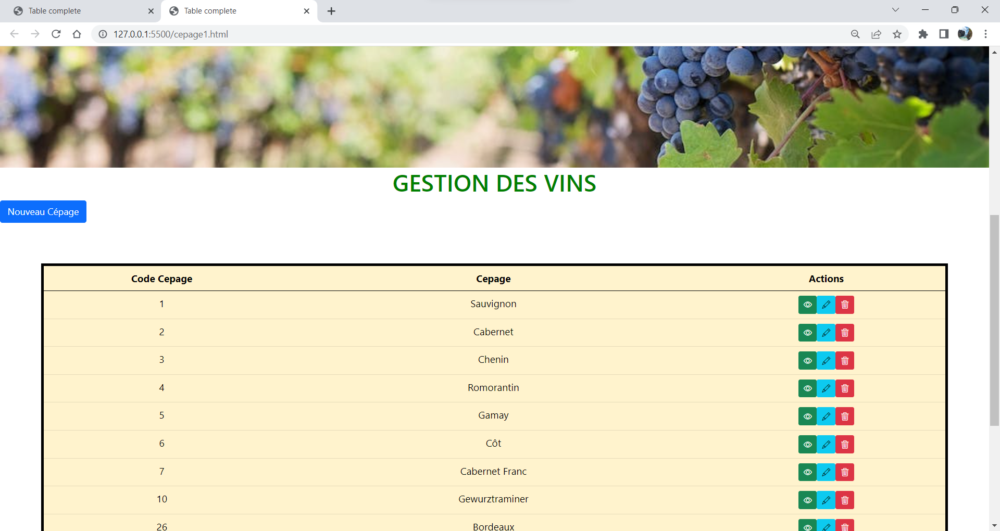 Table complete
Table complete
127.0.0.1:5500/cepage1.html
GESTION DES VINS
Nouveau Cépage
Code Cepage Cepage Actions
1 Sauvignon
2 Cabernet
3 Chenin
4 Romorantin
5 Gamay
6 Côt
7 Cabernet Franc
10 Gewurztraminer
26 Bordeaux